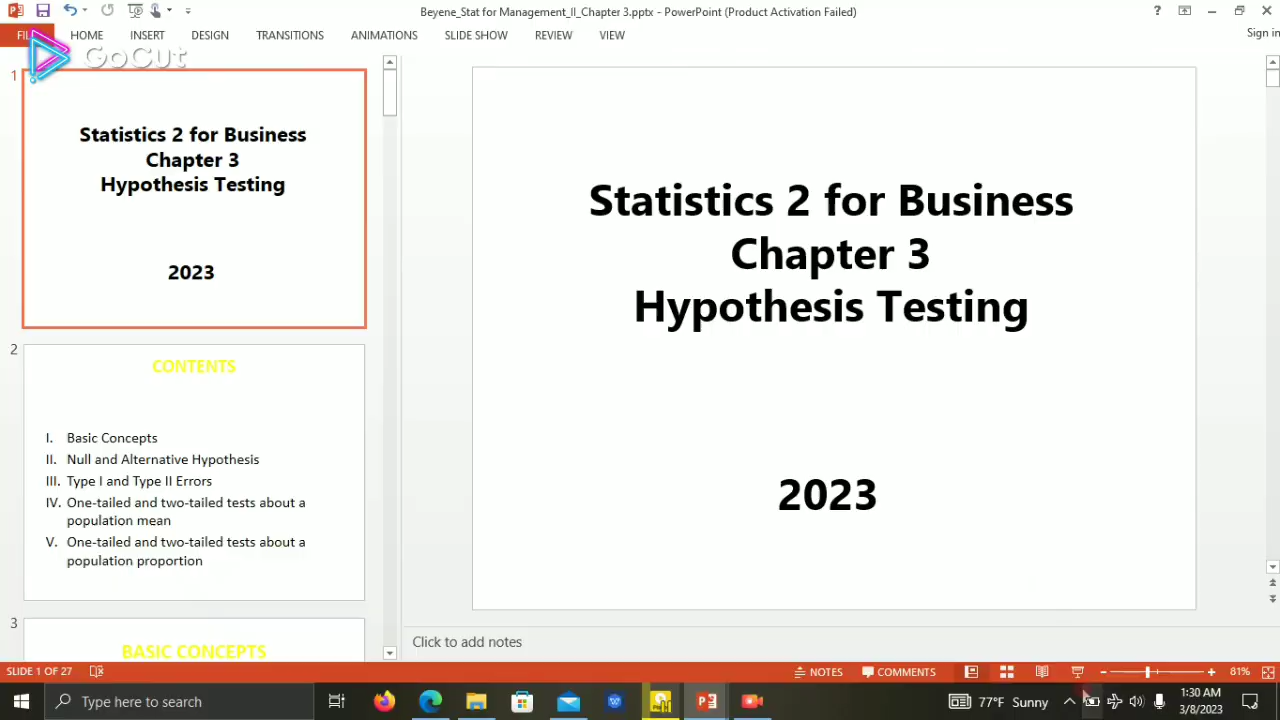 Beyene_Stat for Management_II_Chapter 3.pptx - PowerPoint (Product Activation Failed)
?
HOME INSERT DESIGN TRANSITIONS ANIMATIONS SLIDE SHOW REVIEW VIEW
Sign in
GoCut
1
Statistics 2 for Business
Chapter 3
Hypothesis Testing
2023
2
CONTENTS
I. Basic Concepts
II. Null and Alternative Hypothesis
III. Type I and Type II Errors
IV. One-tailed and two-tailed tests about a
population mean
V. One-tailed and two-tailed tests about a
population proportion
3
BASIC CONCEPTS
Statistics 2 for Business
Chapter 3
Hypothesis Testing
2023
Click to add notes
SLIDE 1 OF 27
NOTES
COMMENTS
81%
Type here to search
77°F Sunny
1:30 AM
3/8/2023